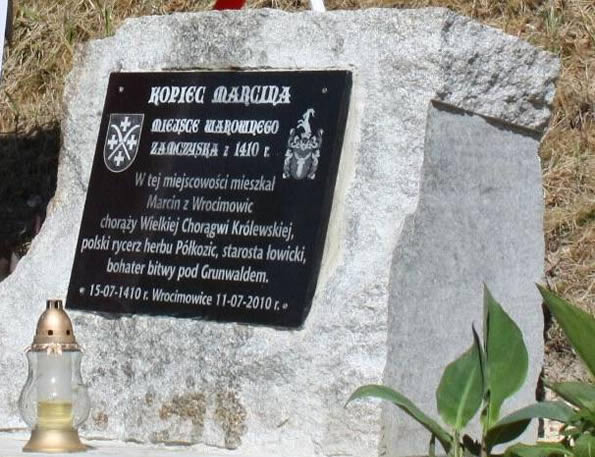 KOPIEC MARCINA
MIEJSCE WAROWNEGO
ZAMCZYSKA z 1410 r.
W tej miejscowości mieszkał
Marcin z Wrocimowic
chorąży Wielkiej Chorągwi Królewskiej,
polski rycerz herbu Półkozic, starosta łowicki,
bohater bitwy pod Grunwaldem.
15-07-1410 r. Wrocimowice 11-07-2010 r.